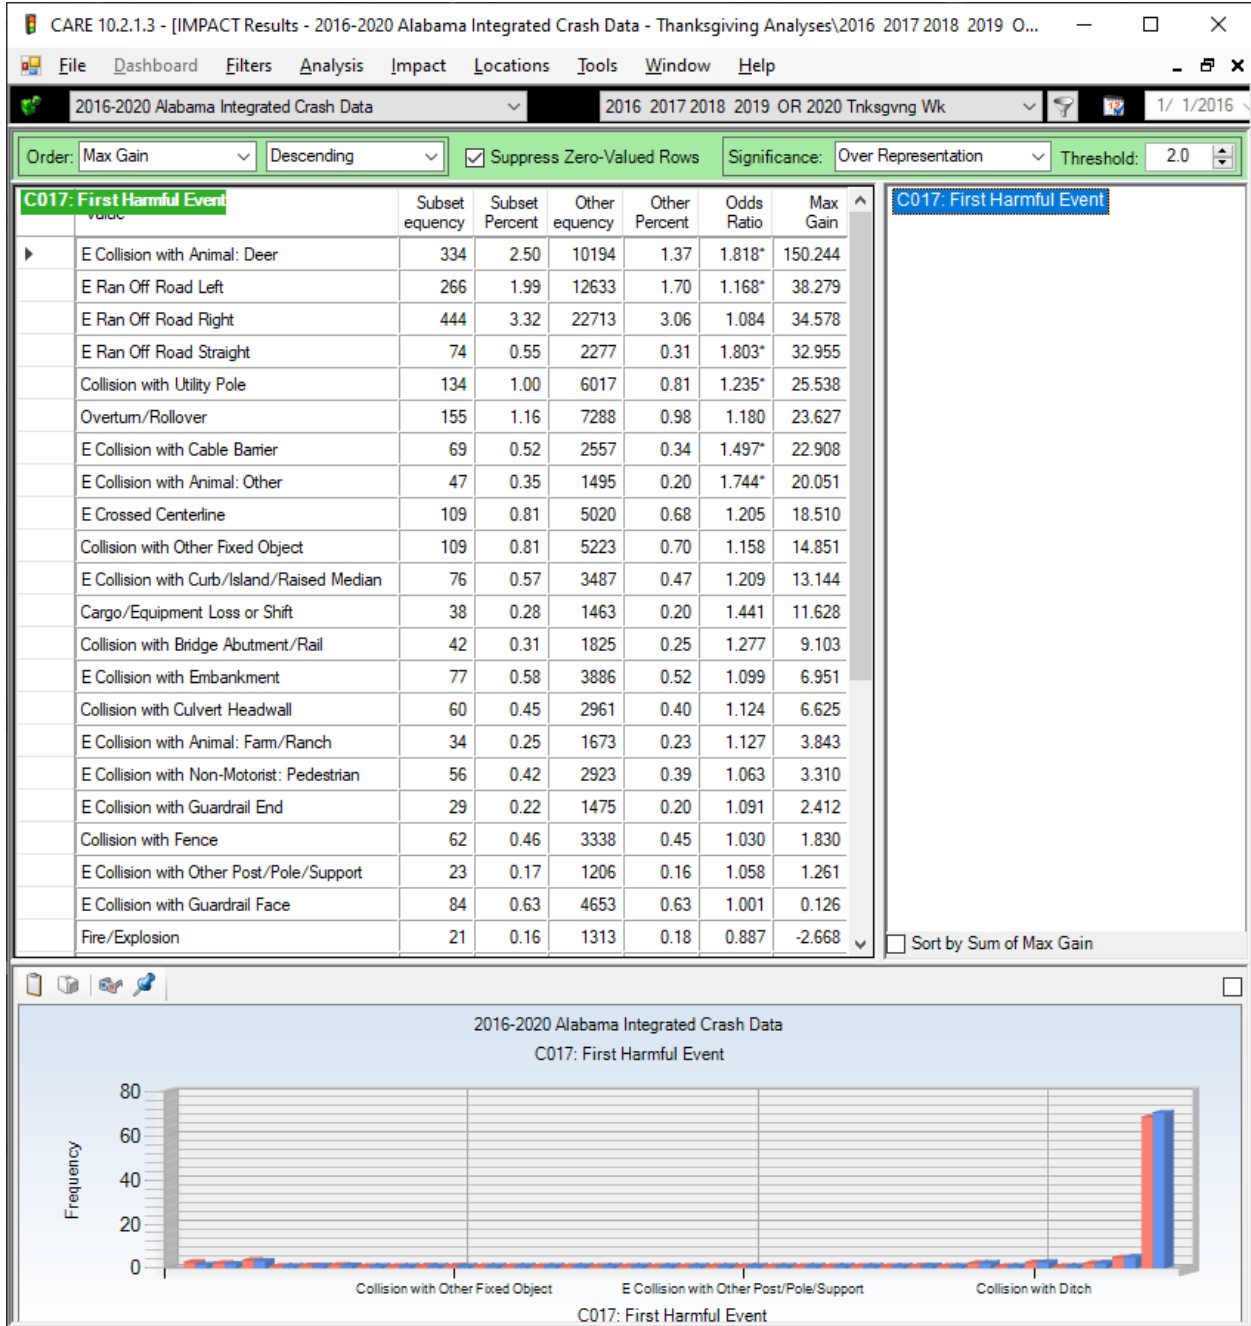 CARE 10.2.1.3 - [IMPACT Results - 2016-2020 Alabama Integrated Crash Data - Thanksgiving Analyses\2016 2017 2018 2019 O...
File Dashboard Filters Analysis Impact Locations Tools Window Help
2016-2020 Alabama Integrated Crash Data 2016 2017 2018 2019 OR 2020 Tnksgvng Wk 1/ 1/2016
Order: Max Gain Descending Suppress Zero-Valued Rows Significance: Over Representation Threshold: 2.0
C017: First Harmful Event Subset Subset Other Other Odds Max C017: First Harmful Event
equency Percent equency Percent Ratio Gain
E Collision with Animal: Deer 334 2.50 10194 1.37 1.818* 150.244
E Ran Off Road Left 266 1.99 12633 1.70 1.168* 38.279
E Ran Off Road Right 444 3.32 22713 3.06 1.084 34.578
E Ran Off Road Straight 74 0.55 2277 0.31 1.803* 32.955
Collision with Utility Pole 134 1.00 6017 0.81 1.235* 25.538
Overturn/Rollover 155 1.16 7288 0.98 1.180 23.627
E Collision with Cable Barrier 69 0.52 2557 0.34 1.497* 22.908
E Collision with Animal: Other 47 0.35 1495 0.20 1.744* 20.051
E Crossed Centerline 109 0.81 5020 0.68 1.205 18.510
Collision with Other Fixed Object 109 0.81 5223 0.70 1.158 14.851
E Collision with Curb/Island/Raised Median 76 0.57 3487 0.47 1.209 13.144
Cargo/Equipment Loss or Shift 38 0.28 1463 0.20 1.441 11.628
Collision with Bridge Abutment/Rail 42 0.31 1825 0.25 1.277 9.103
E Collision with Embankment 77 0.58 3886 0.52 1.099 6.951
Collision with Culvert Headwall 60 0.45 2961 0.40 1.124 6.625
E Collision with Animal: Farm/Ranch 34 0.25 1673 0.23 1.127 3.843
E Collision with Non-Motorist: Pedestrian 56 0.42 2923 0.39 1.063 3.310
E Collision with Guardrail End 29 0.22 1475 0.20 1.091 2.412
Collision with Fence 62 0.46 3338 0.45 1.030 1.830
E Collision with Other Post/Pole/Support 23 0.17 1206 0.16 1.058 1.261
E Collision with Guardrail Face 84 0.63 4653 0.63 1.001 0.126
Fire/Explosion 21 0.16 1313 0.18 0.887 -2.668
Sort by Sum of Max Gain
2016-2020 Alabama Integrated Crash Data
C017: First Harmful Event
80
60
40
20
0
Frequency
Collision with Other Fixed Object E Collision with Other Post/Pole/Support Collision with Ditch
C017: First Harmful Event